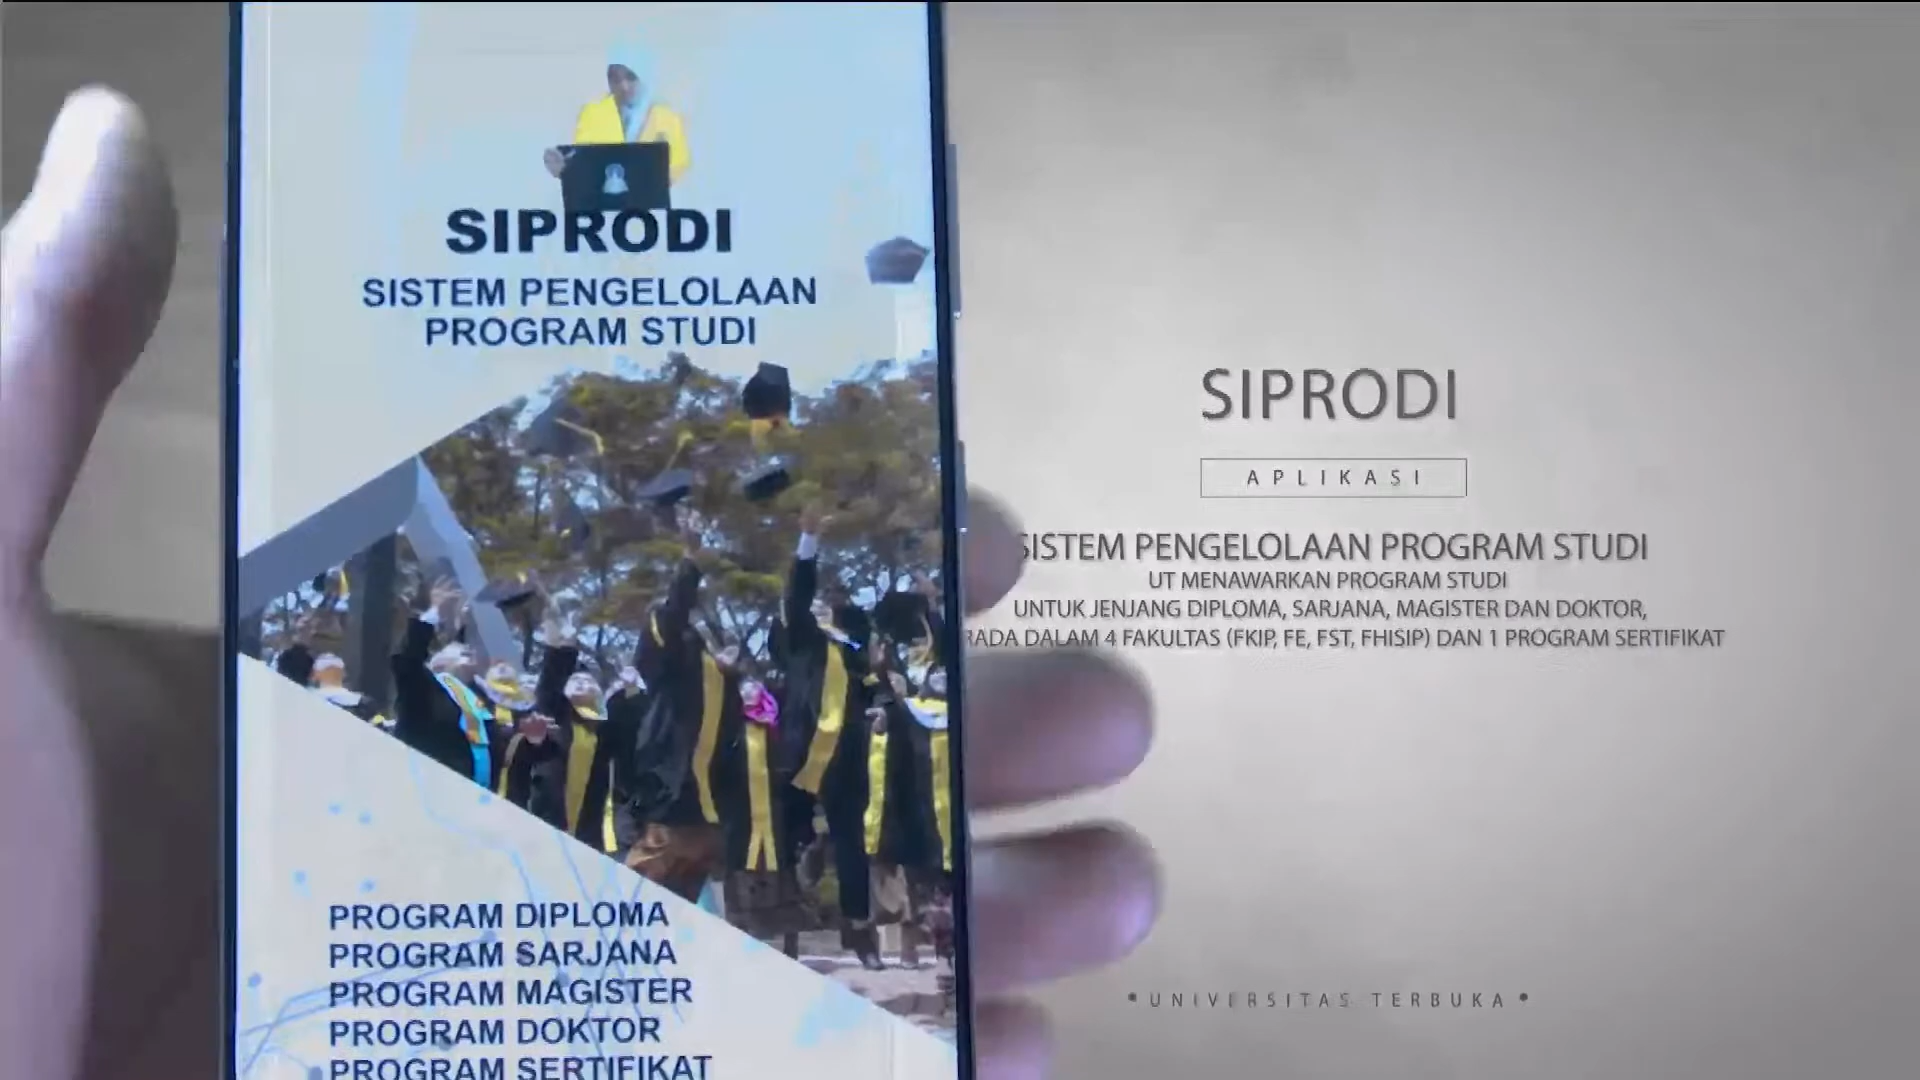 SIPRODI
SISTEM PENGELOLAAN
PROGRAM STUDI
PROGRAM DIPLOMA
PROGRAM SARJANA
PROGRAM MAGISTER
PROGRAM DOKTOR
PROGRAM SERTIFIKAT
SIPRODI
APLIKASI
SISTEM PENGELOLAAN PROGRAM STUDI
UT MENAWARKAN PROGRAM STUDI
UNTUK JENJANG DIPLOMA, SARJANA, MAGISTER DAN DOKTOR,
DALAM 4 FAKULTAS (FKIP, FE, FST, FHISIP) DAN 1 PROGRAM SERTIFIKAT
• UNIVERSITAS TERBUKA •